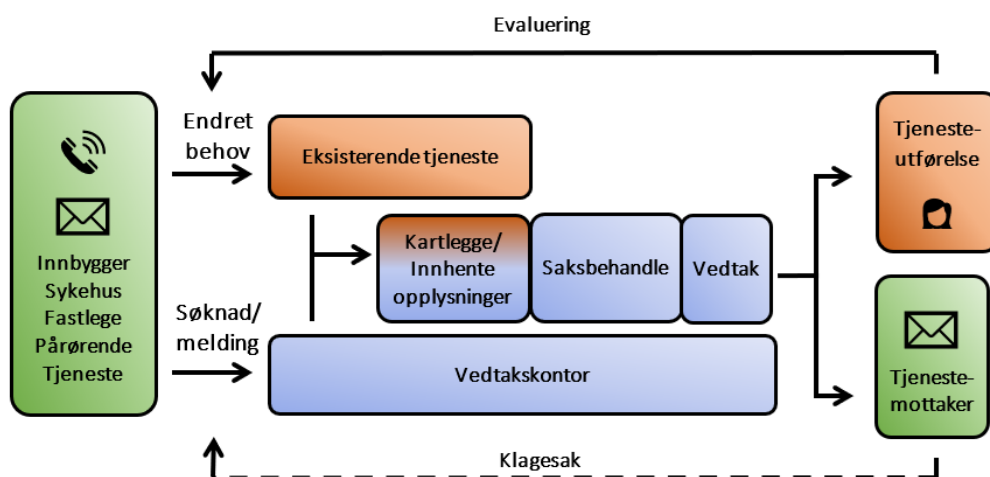 Evaluering
Innbygger
Sykehus
Fastlege
Pårørende
Tjeneste
Endret
behov
Søknad/
melding
Eksisterende tjeneste
Kartlegge/
Innhente
opplysninger
Saksbehandle
Vedtak
Vedtakskontor
Tjeneste-
utførelse
Tjeneste-
mottaker
Klagesak